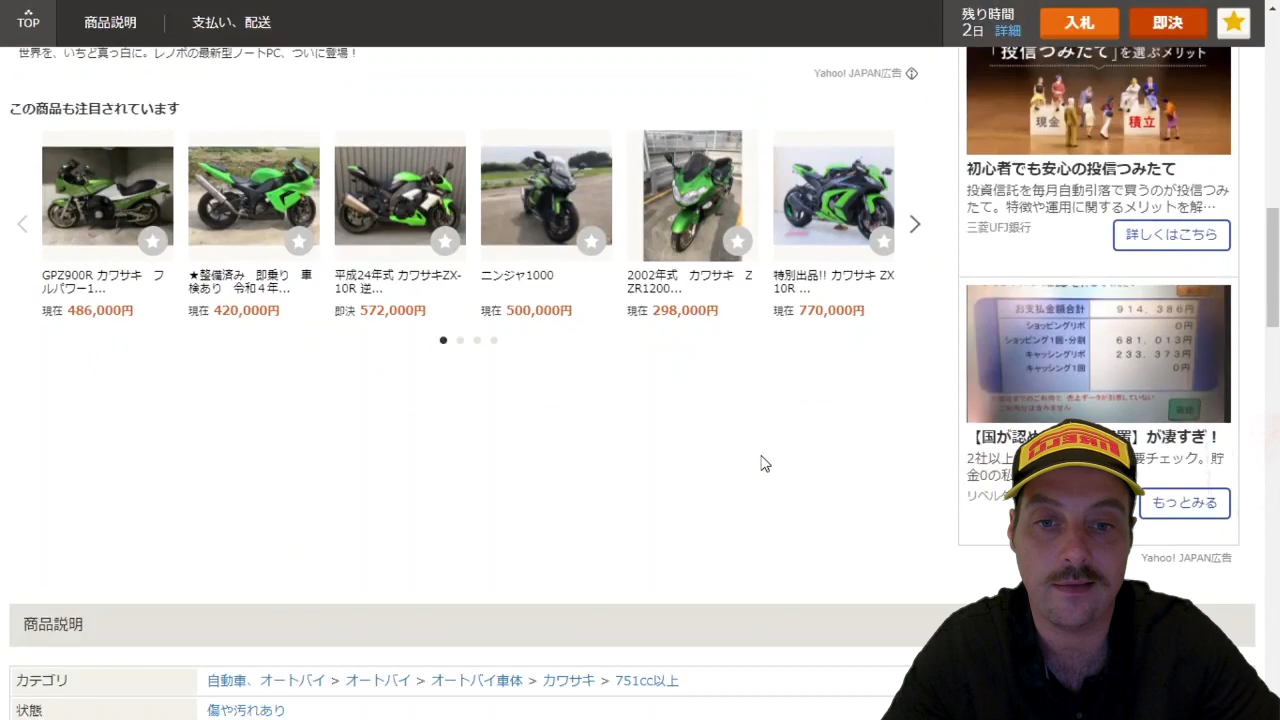 TOP
商品説明
支払い、配送
残り時間
2日 詳細
入札
即決
世界を、いちど真っ白に。レノボの最新型ノートPC、ついに登場！
Yahoo! JAPAN広告
この商品も注目されています
GPZ900R カワサキ フ
ルパワー1...
現在 486,000円
★整備済み 即乗り 車
検あり 令和４年...
現在 420,000円
平成24年式 カワサキZX-
10R 逆...
即決 572,000円
ニンジャ1000
現在 500,000円
2002年式 カワサキ Z
ZR1200...
現在 298,000円
特別出品!! カワサキ ZX
10R ...
現在 770,000円
「投信つみたて」を選ぶメリット
現金
積立
初心者でも安心の投信つみたて
投資信託を毎月自動引落で買うのが投信つみ
たて。特徴や運用に関するメリットを解…
三菱UFJ銀行
詳しくはこちら
お支払金額合計 914,386円
ショッピングリボ 0円
ショッピング1回・分割 681,013円
キャッシングリボ 233,373円
キャッシング1回 0円
【国が認め 置】が凄すぎ！
2社以上 要チェック。貯
金0の私
リベル
もっとみる
Yahoo! JAPAN広告
商品説明
カテゴリ
自動車、オートバイ > オートバイ > オートバイ車体 > カワサキ > 751cc以上
状態
傷や汚れあり